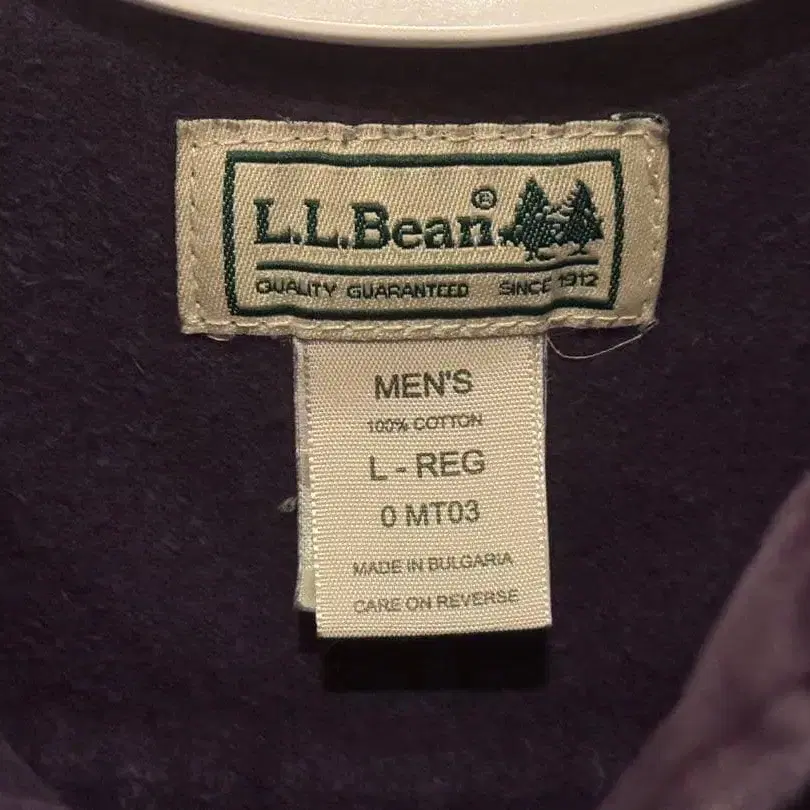 L.L.Bean®
QUALITY GUARANTEED SINCE 1912
MEN'S
100% COTTON
L - REG
0 MT03
MADE IN BULGARIA
CARE ON REVERSE